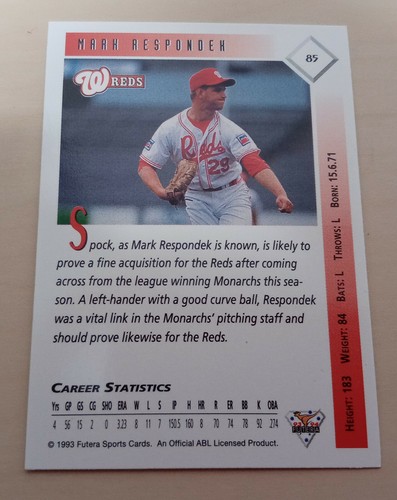 MARK RESPONDEK
85
W REDS
Reds
29
Spock, as Mark Respondek is known, is likely to
prove a fine acquisition for the Reds after coming
across from the league winning Monarchs this sea-
son. A left-hander with a good curve ball, Respondek
was a vital link in the Monarchs' pitching staff and
should prove likewise for the Reds.
HEIGHT: 183 WEIGHT: 84 BATS: L THROWS: L BORN: 15.6.71
CAREER STATISTICS
Yrs GP GS CG SHO ERA W L S IP H HR R ER BB K OBA
4 56 15 2 0 3.23 8 11 7 150.5 160 8 70 74 78 92 .274
FUTERA
© 1993 Futera Sports Cards. An Official ABL Licensed Product.